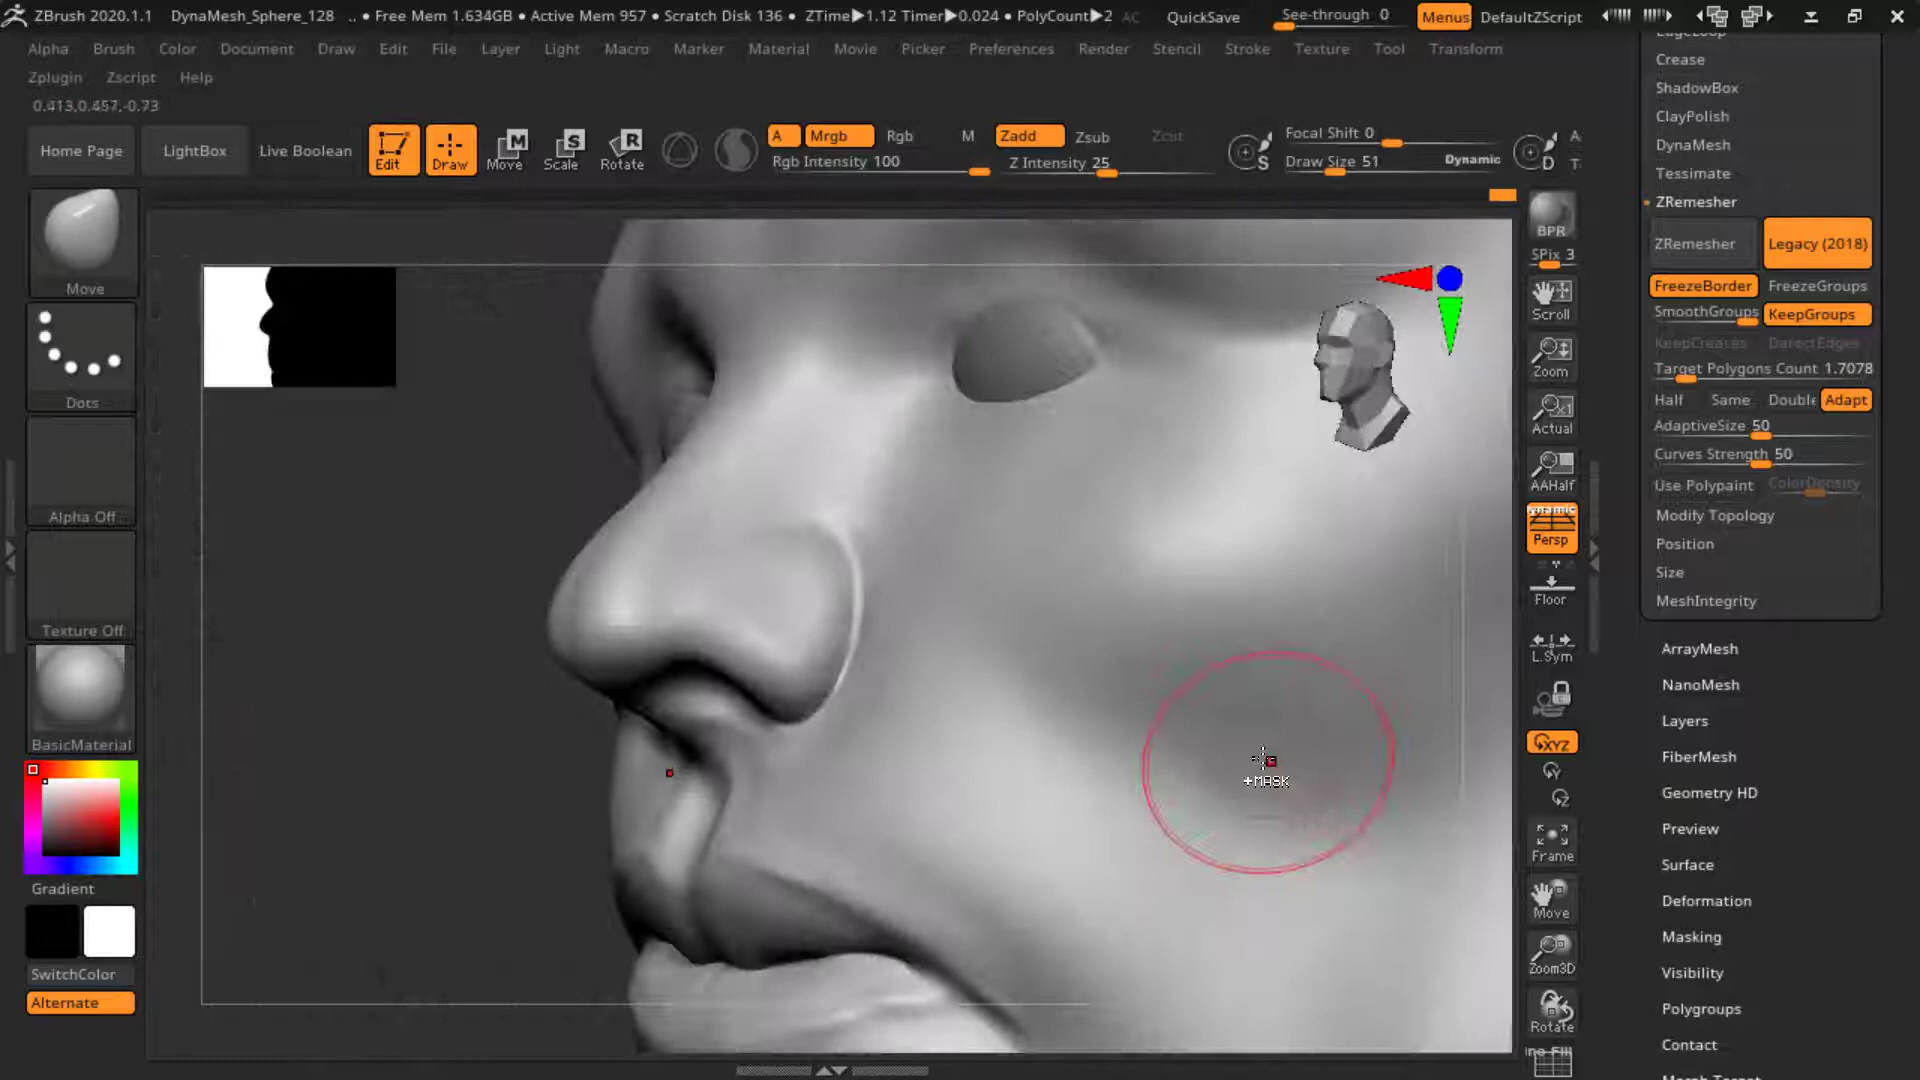 ZBrush 2020.1.1 DynaMesh_Sphere_128 .. • Free Mem 1.634GB • Active Mem 957 • Scratch Disk 136 • ZTime▶1.12 Timer▶0.024 • PolyCount▶2 AC QuickSave See-through 0 Menus DefaultZScript
Alpha Brush Color Document Draw Edit File Layer Light Macro Marker Material Movie Picker Preferences Render Stencil Stroke Texture Tool Transform
Zplugin Zscript Help
0.413,0.457,-0.73
Home Page LightBox Live Boolean Edit Draw Move Scale Rotate
A Mrgb Rgb M Zadd Zsub Zcut
Rgb Intensity 100 Z Intensity 25
Focal Shift 0
Draw Size 51 Dynamic
S D
Move
Dots
Alpha Off
Texture Off
BasicMaterial
Gradient
SwitchColor
Alternate
+MASK
BPR
SPix 3
Scroll
Zoom
Actual
AAHalf
Persp
Floor
L.Sym
XYZ
Y
Z
Frame
Move
Zoom3D
Rotate
EdgeLoop
Crease
ShadowBox
ClayPolish
DynaMesh
Tessimate
ZRemesher
ZRemesher Legacy (2018)
FreezeBorder FreezeGroups
SmoothGroups KeepGroups
KeepCreases DetectEdges
Target Polygons Count 1.7078
Half Same Double Adapt
AdaptiveSize 50
Curves Strength 50
Use Polypaint ColorDensity
Modify Topology
Position
Size
MeshIntegrity
ArrayMesh
NanoMesh
Layers
FiberMesh
Geometry HD
Preview
Surface
Deformation
Masking
Visibility
Polygroups
Contact